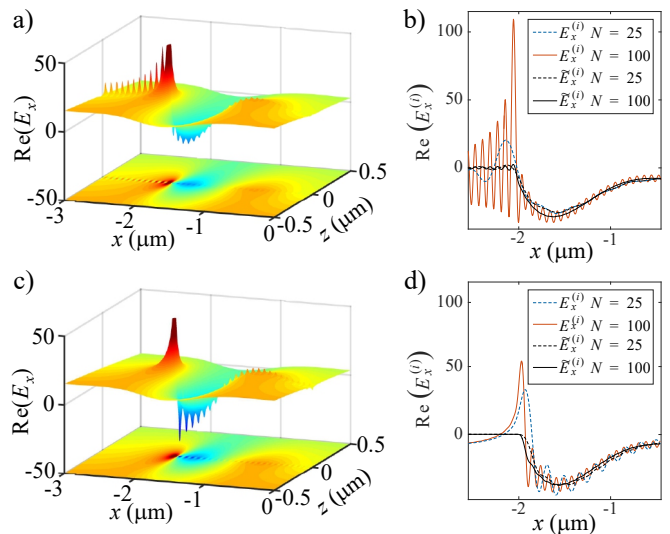 a)
50
0
-50
Re(E_x)
-3
-2
-1
0
x (μm)
-0.5
0
0.5
z (μm)
b)
100
50
0
Re (E_x^(i))
-2
-1
x (μm)
E_x^(i) N = 25
E_x^(i) N = 100
Ẽ_x^(i) N = 25
Ẽ_x^(i) N = 100
c)
50
0
-50
Re(E_x)
-3
-2
-1
0
x (μm)
-0.5
0
0.5
z (μm)
d)
100
50
0
Re (E_x^(i))
-2
-1
x (μm)
E_x^(i) N = 25
E_x^(i) N = 100
Ẽ_x^(i) N = 25
Ẽ_x^(i) N = 100